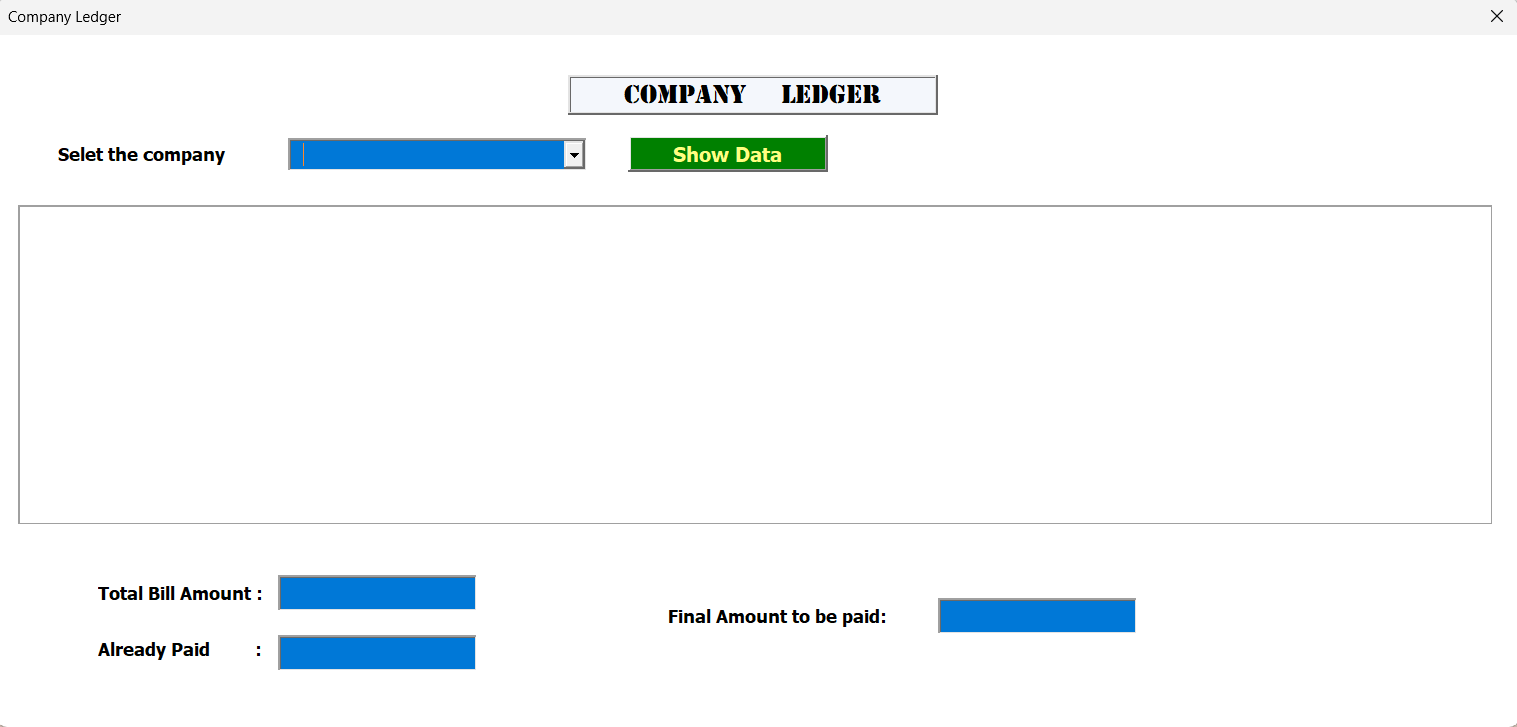 Company Ledger
COMPANY LEDGER
Selet the company
Show Data
Total Bill Amount :
Final Amount to be paid:
Already Paid :